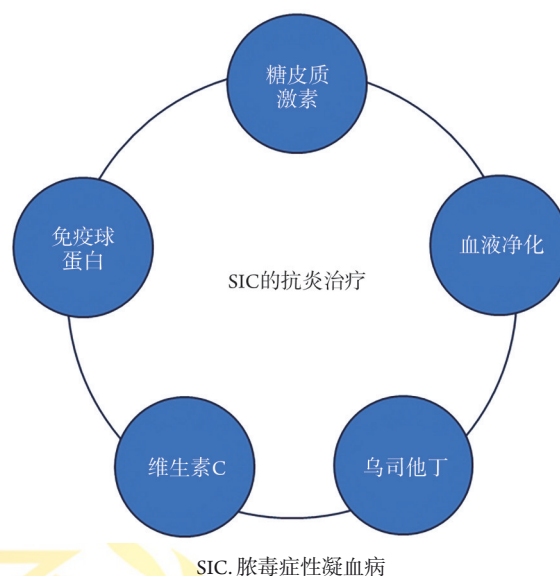 糖皮质
激素
免疫球
蛋白
血液净化
SIC的抗炎治疗
维生素C
乌司他丁
SIC. 脓毒症性凝血病